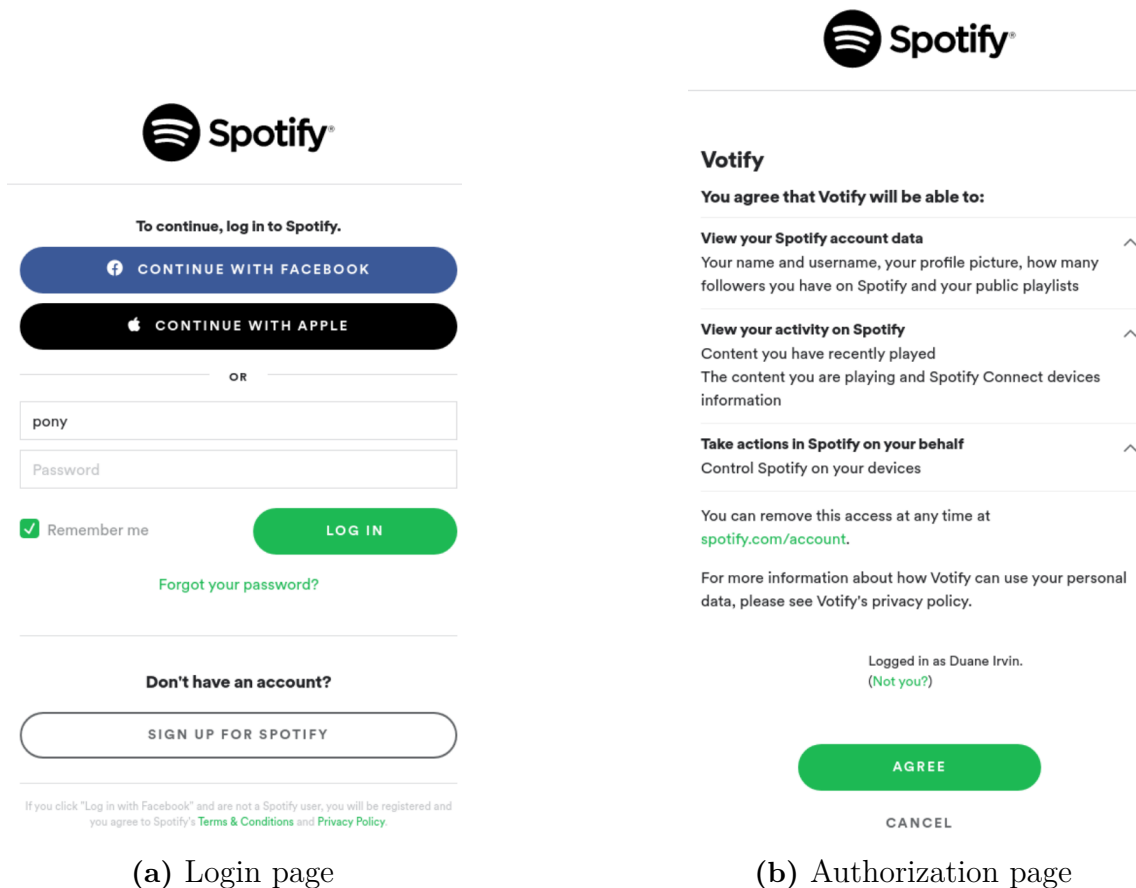 Spotify®
To continue, log in to Spotify.
CONTINUE WITH FACEBOOK
CONTINUE WITH APPLE
OR
pony
Password
Remember me
LOG IN
Forgot your password?
Don't have an account?
SIGN UP FOR SPOTIFY
If you click "Log in with Facebook" and are not a Spotify user, you will be registered and
you agree to Spotify's Terms & Conditions and Privacy Policy.
(a) Login page
Spotify®
Votify
You agree that Votify will be able to:
View your Spotify account data
Your name and username, your profile picture, how many
followers you have on Spotify and your public playlists
View your activity on Spotify
Content you have recently played
The content you are playing and Spotify Connect devices
information
Take actions in Spotify on your behalf
Control Spotify on your devices
You can remove this access at any time at
spotify.com/account.
For more information about how Votify can use your personal
data, please see Votify's privacy policy.
Logged in as Duane Irvin.
(Not you?)
AGREE
CANCEL
(b) Authorization page